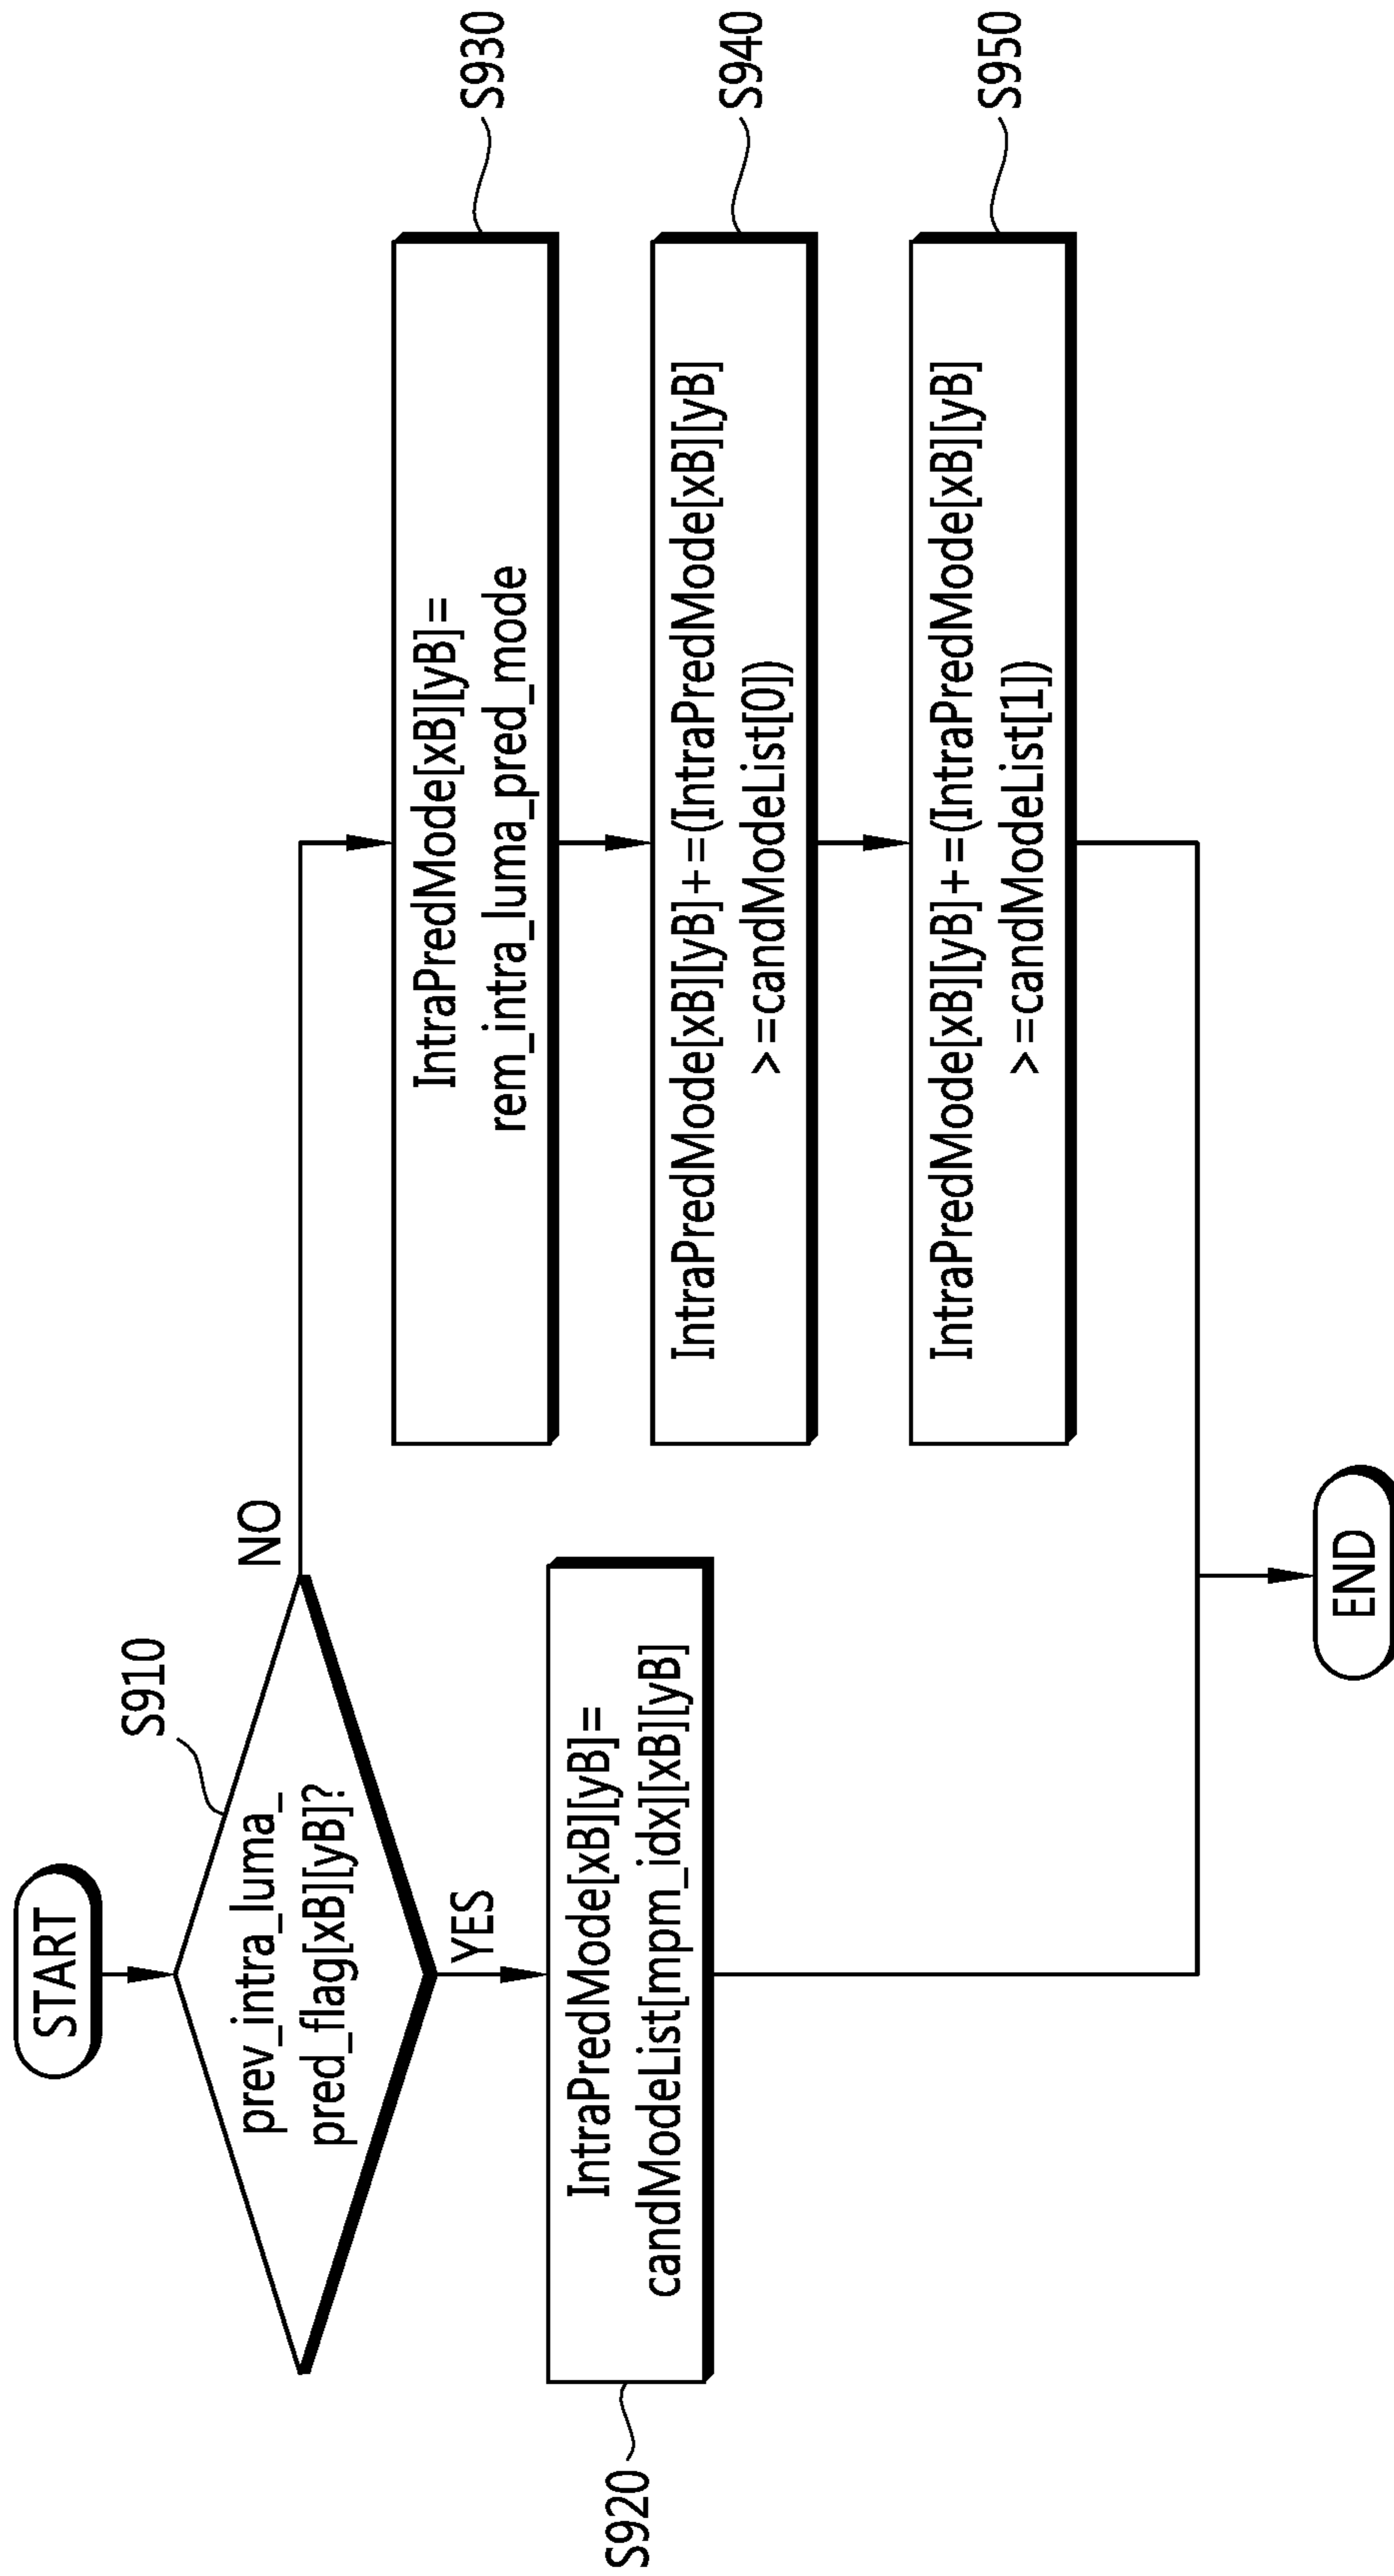 START
S910
prev_intra_luma_
pred_flag[xB][yB]?
NO
YES
S920
IntraPredMode[xB][yB]=
candModeList[mpm_idx][xB][yB]
IntraPredMode[xB][yB]=
rem_intra_luma_pred_mode
S930
IntraPredMode[xB][yB]+=(IntraPredMode[xB][yB]
>=candModeList[0])
S940
IntraPredMode[xB][yB]+=(IntraPredMode[xB][yB]
>=candModeList[1])
S950
END